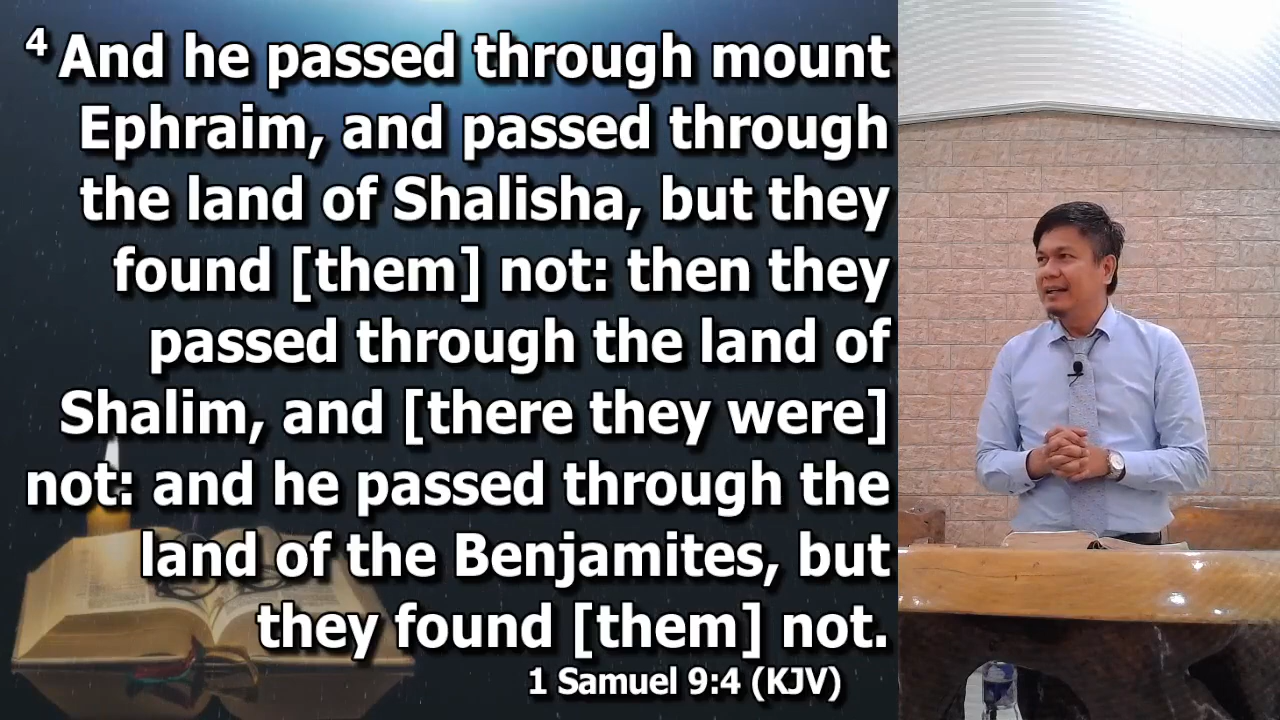 4 And he passed through mount
Ephraim, and passed through
the land of Shalisha, but they
found [them] not: then they
passed through the land of
Shalim, and [there they were]
not: and he passed through the
land of the Benjamites, but
they found [them] not.
1 Samuel 9:4 (KJV)